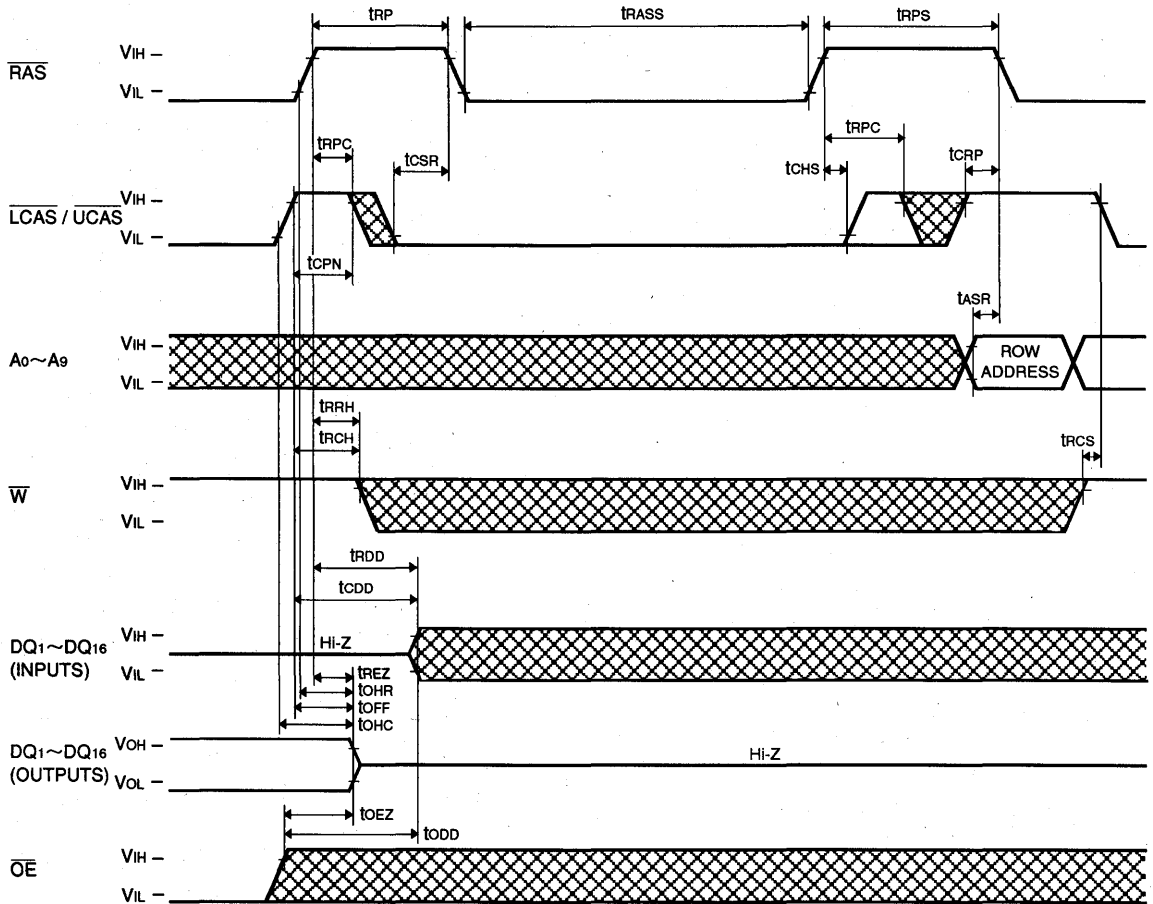 tRP tRASS tRPS
RAS
VIH
VIL
tRPC tCSR tRPC tCHS tCRP
LCAS / UCAS
VIH
VIL
tCPN
tASR
A0~A9
VIH
VIL
ROW
ADDRESS
tRRH
tRCH
tRCS
W
VIH
VIL
tRDD
tCDD
DQ1~DQ16
(INPUTS)
VIH
VIL
Hi-Z
tREZ
tOHR
tOFF
tOHC
DQ1~DQ16
(OUTPUTS)
VOH
VOL
Hi-Z
tOEZ
tODD
OE
VIH
VIL